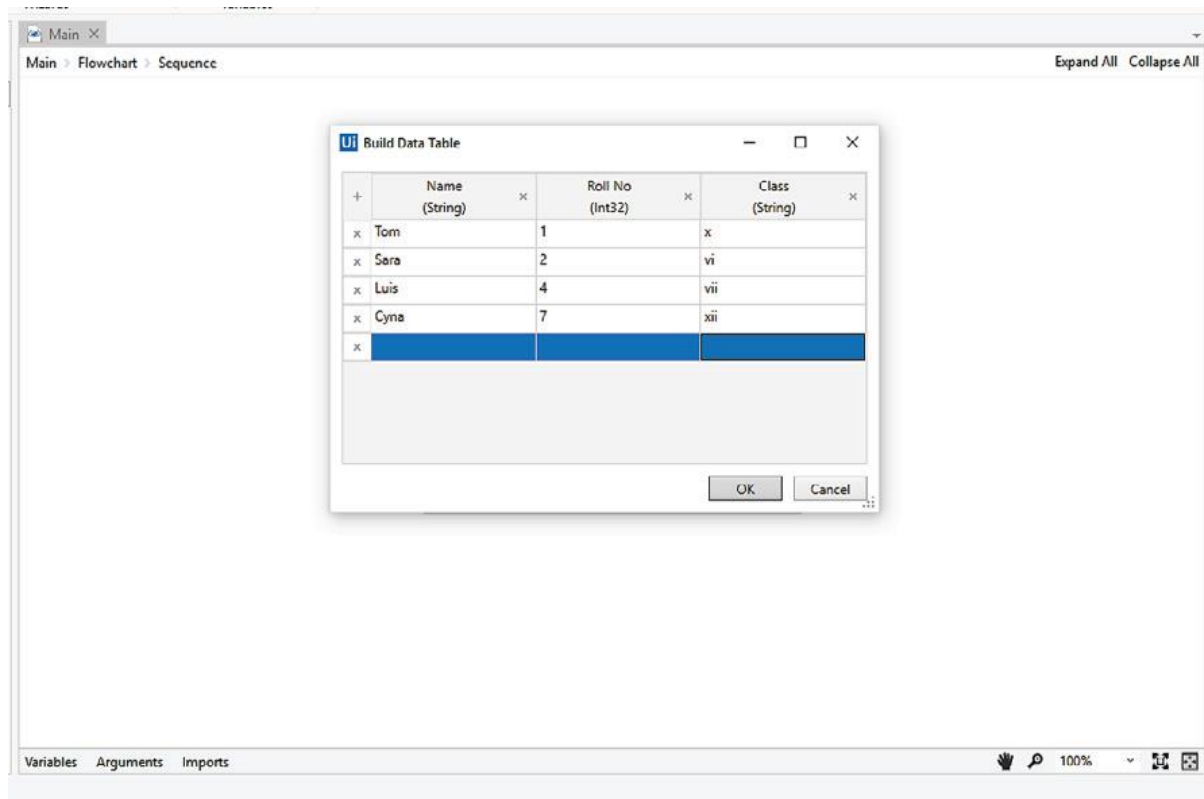 Main
Main > Flowchart > Sequence
Expand All Collapse All
Ui Build Data Table
Name (String)
Roll No (Int32)
Class (String)
Tom 1 x
Sara 2 vi
Luis 4 vii
Cyna 7 xii
OK Cancel
Variables Arguments Imports
100%